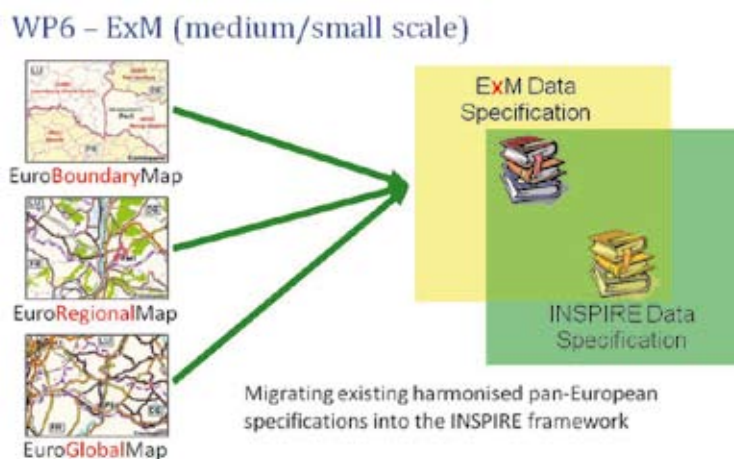 WP6 – ExM (medium/small scale)
EuroBoundaryMap
EuroRegionalMap
EuroGlobalMap
ExM Data
Specification
INSPIRE Data
Specification
Migrating existing harmonised pan-European
specifications into the INSPIRE framework